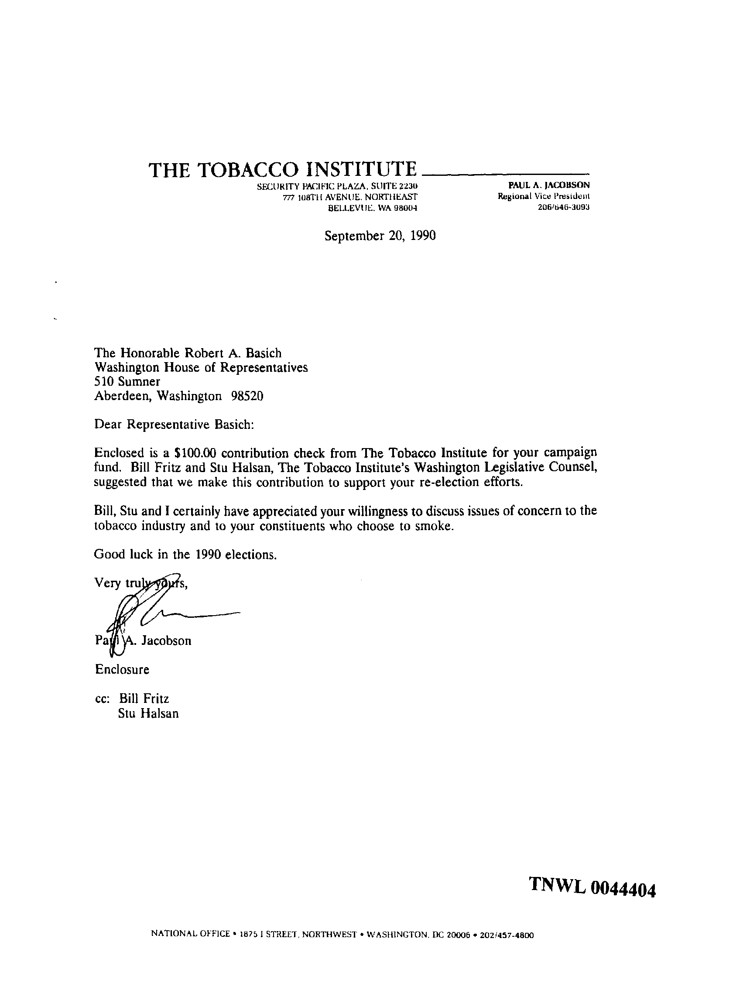 THE TOBACCO INSTITUTE
SECURITY PACIFIC PLAZA, SUITE 2230
777 108TH AVENUE, NORTHEAST
BELLEVUE, WA 98004
PAUL A. JACOBSON
Regional Vice President
206/646-3093
September 20, 1990
The Honorable Robert A. Basich
Washington House of Representatives
510 Sumner
Aberdeen, Washington 98520
Dear Representative Basich:
Enclosed is a $100.00 contribution check from The Tobacco Institute for your campaign
fund. Bill Fritz and Stu Halsan, The Tobacco Institute's Washington Legislative Counsel,
suggested that we make this contribution to support your re-election efforts.
Bill, Stu and I certainly have appreciated your willingness to discuss issues of concern to the
tobacco industry and to your constituents who choose to smoke.
Good luck in the 1990 elections.
Very truly yours,
Paul A. Jacobson
Enclosure
cc: Bill Fritz
Stu Halsan
TNWL 0044404
NATIONAL OFFICE • 1875 I STREET, NORTHWEST • WASHINGTON, DC 20006 • 202/457-4800